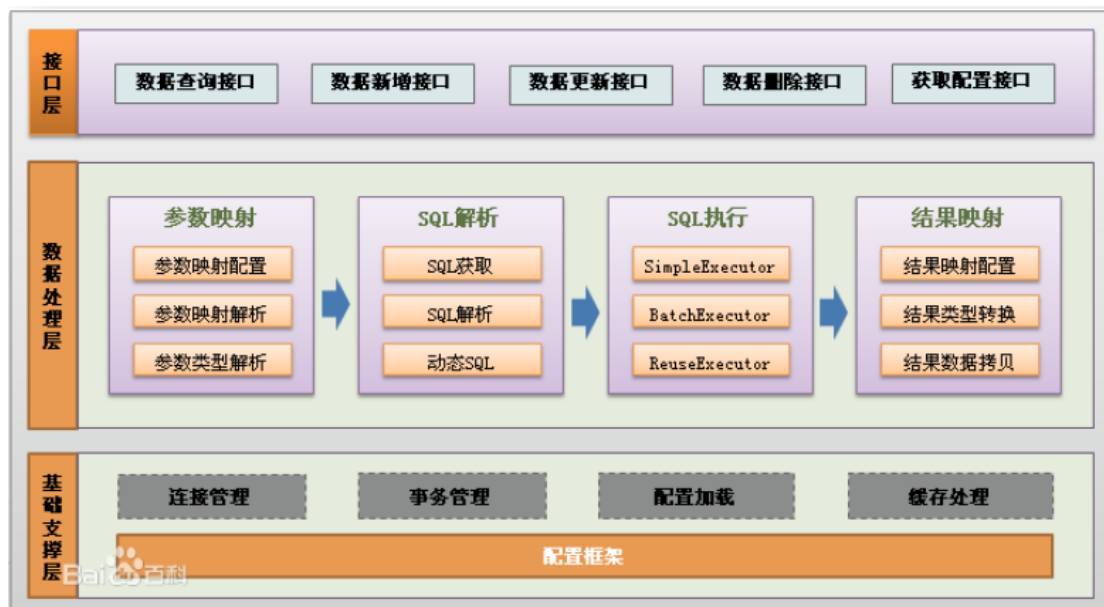 接口层
数据查询接口
数据新增接口
数据更新接口
数据删除接口
获取配置接口
数据处理层
参数映射
参数映射配置
参数映射解析
参数类型解析
SQL解析
SQL获取
SQL解析
动态SQL
SQL执行
SimpleExecutor
BatchExecutor
ReuseExecutor
结果映射
结果映射配置
结果类型转换
结果数据拷贝
基础支撑层
连接管理
事务管理
配置加载
缓存处理
配置框架
Bai百科